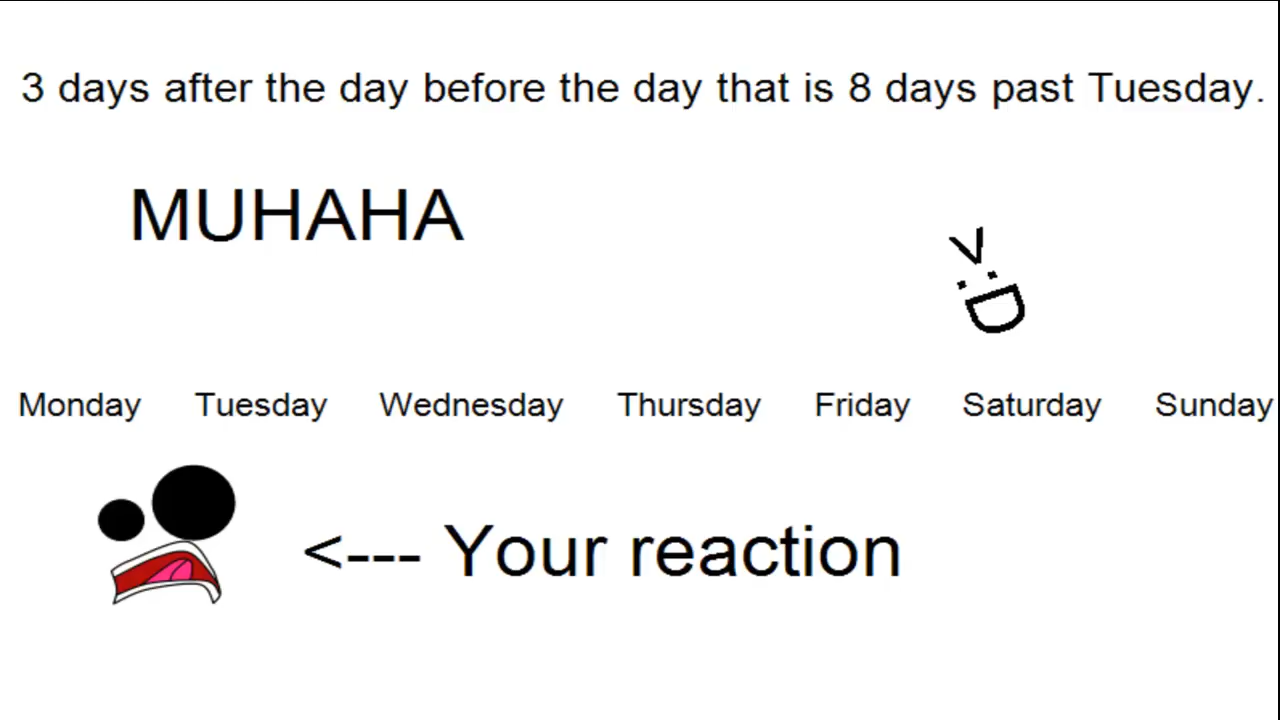 3 days after the day before the day that is 8 days past Tuesday.
MUHAHA
>:D
Monday Tuesday Wednesday Thursday Friday Saturday Sunday
<--- Your reaction